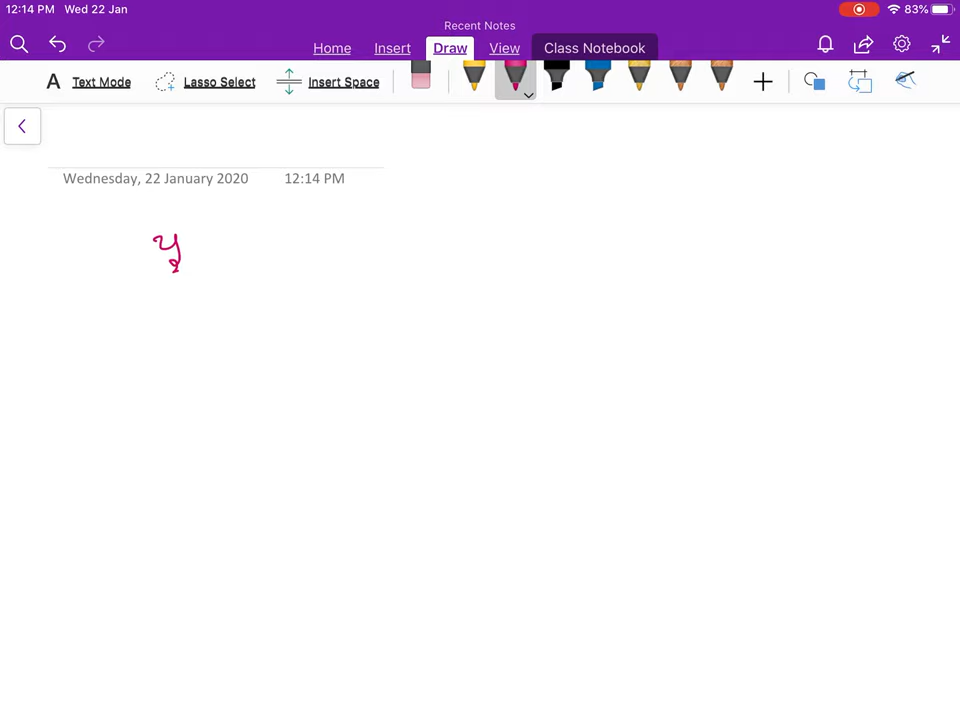 12:14 PM Wed 22 Jan 83%
Recent Notes
Home Insert Draw View Class Notebook
A Text Mode Lasso Select Insert Space
Wednesday, 22 January 2020 12:14 PM